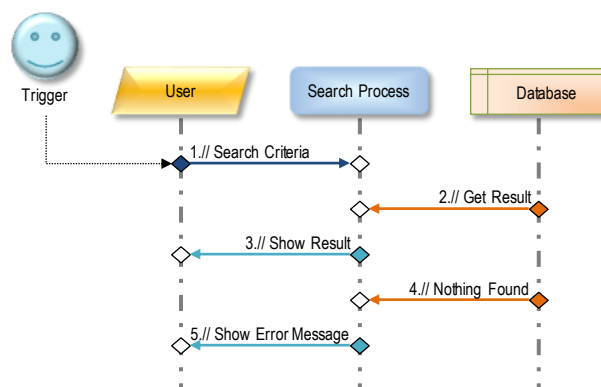 Trigger
User
Search Process
Database
1.// Search Criteria
2.// Get Result
3.// Show Result
4.// Nothing Found
5.// Show Error Message